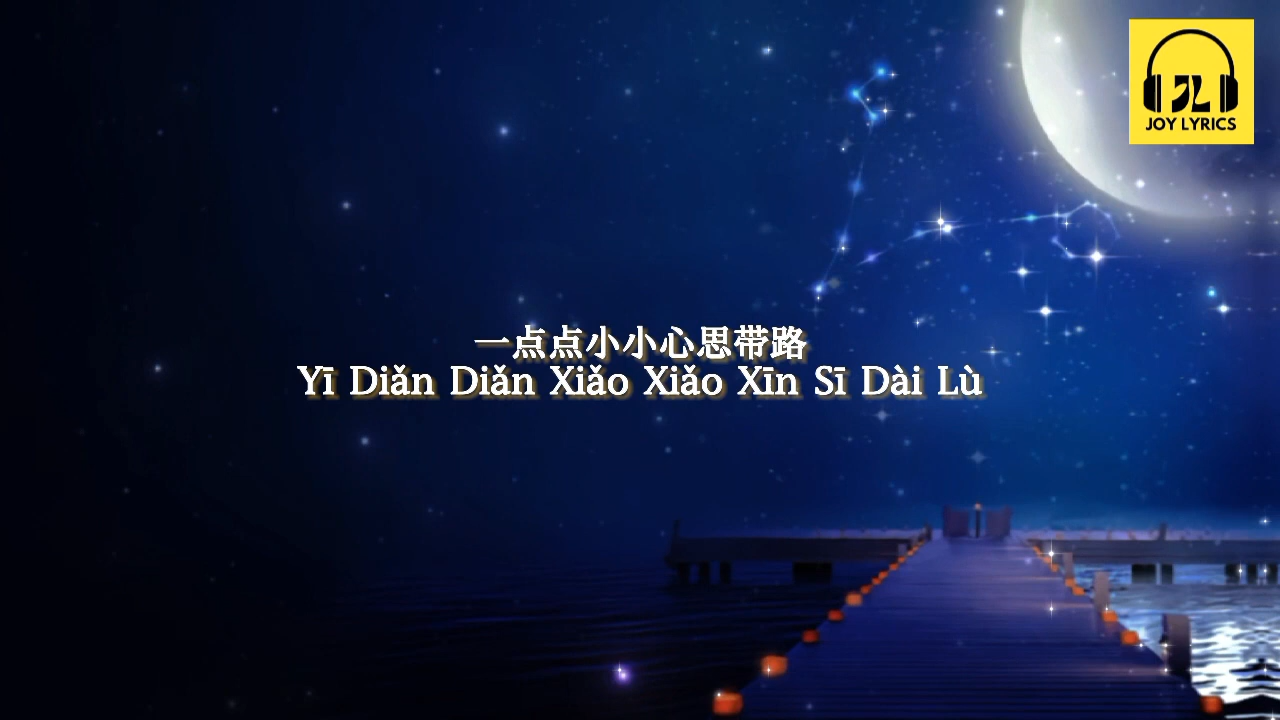 JOY LYRICS
一点点小小心思带路
Yī Diǎn Diǎn Xiǎo Xiǎo Xīn Sī Dài Lù